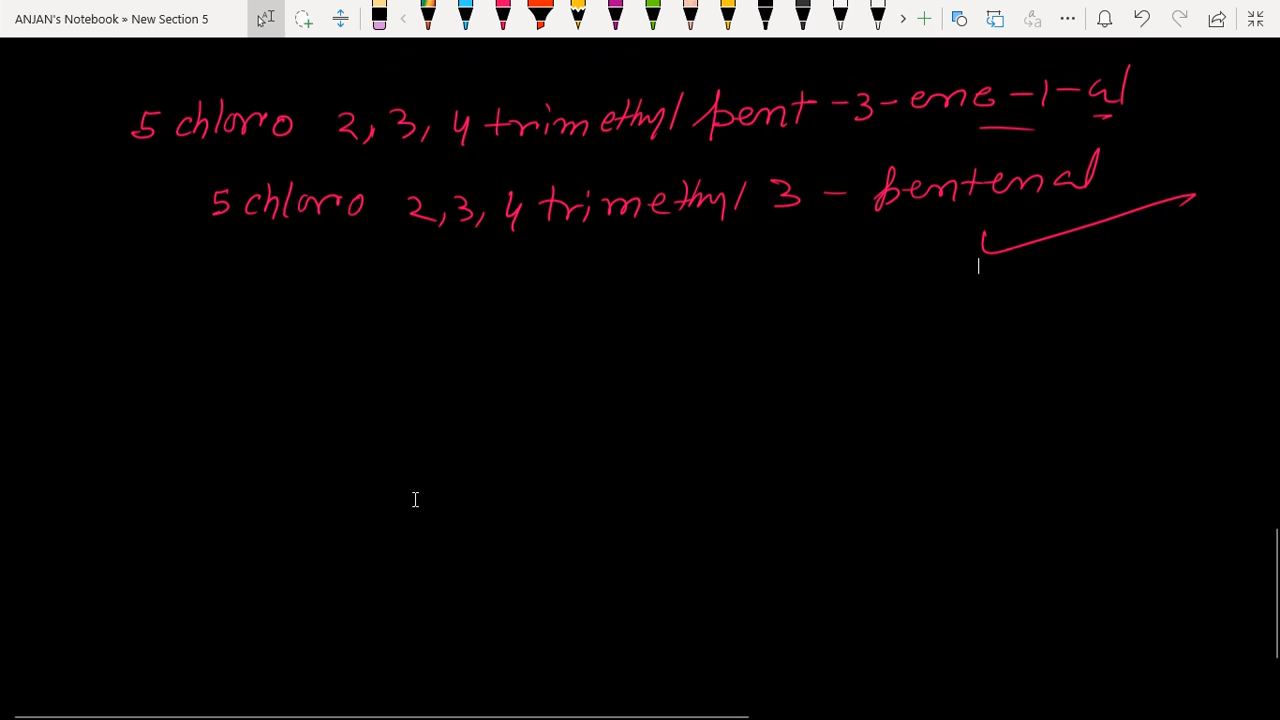 ANJAN's Notebook » New Section 5
5 chloro 2, 3, 4 trimethyl pent -3-ene -1-al
5 chloro 2,3, 4 trimethyl 3 - pentenal